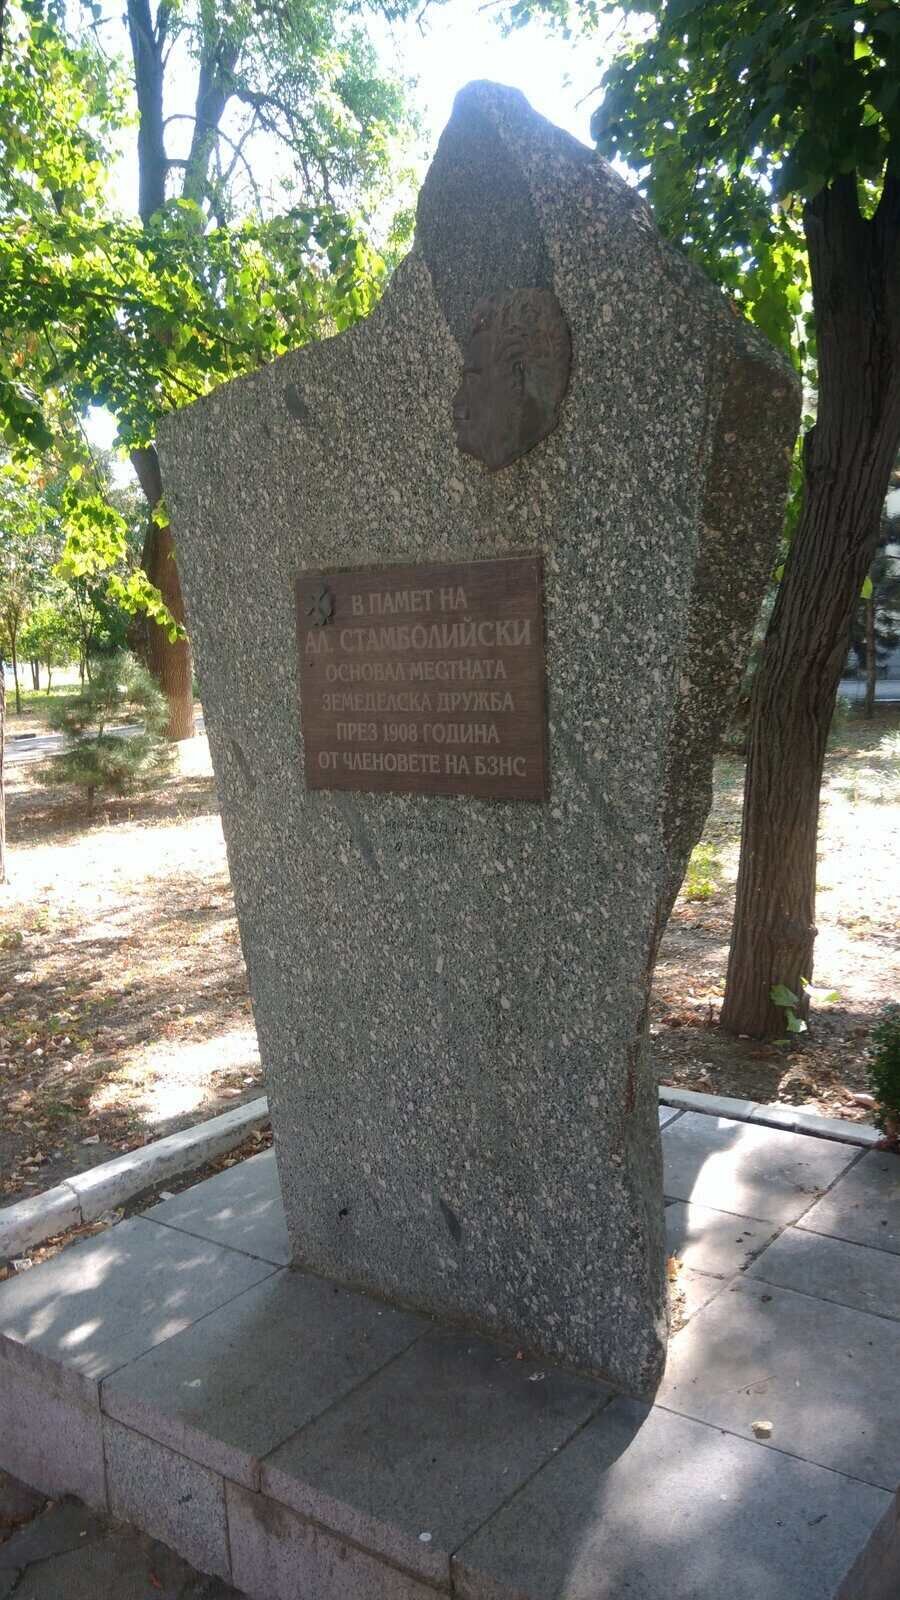 В ПАМЕТ НА
АЛ. СТАМБОЛИЙСКИ
ОСНОВАЛ МЕСТНАТА
ЗЕМЕДЕЛСКА ДРУЖБА
ПРЕЗ 1908 ГОДИНА
ОТ ЧЛЕНОВЕТЕ НА БЗНС